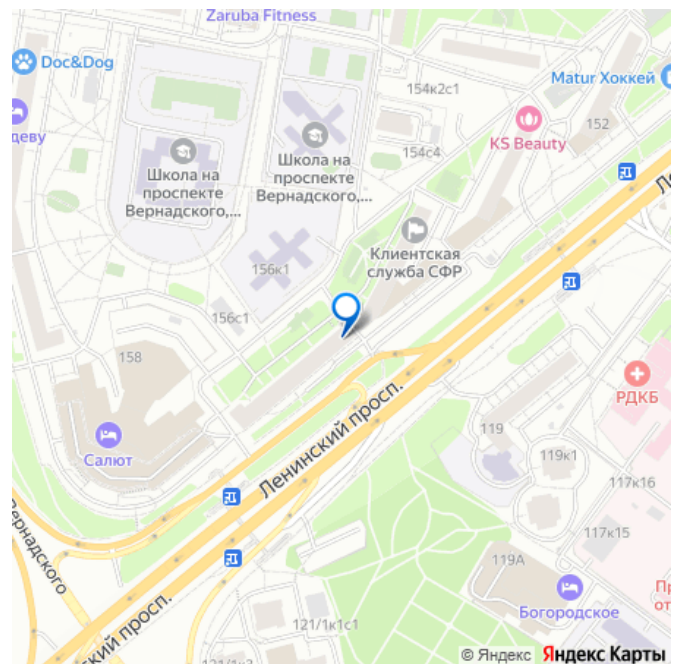 Zaruba Fitness
Doc&Dog
154к2с1
Matur Хоккей
деву
152
KS Beauty
154с4
Школа на
проспекте
Вернадского,...
Школа на
проспекте
Вернадского,...
Клиентская
служба СФР
156к1
156с1
158
РДКБ
Ленинский просп.
119
Салют
119к1
117к16
Вернадского
117к15
119А
Богородское
121/1к1с1
121/1к3
© Яндекс Яндекс Карты